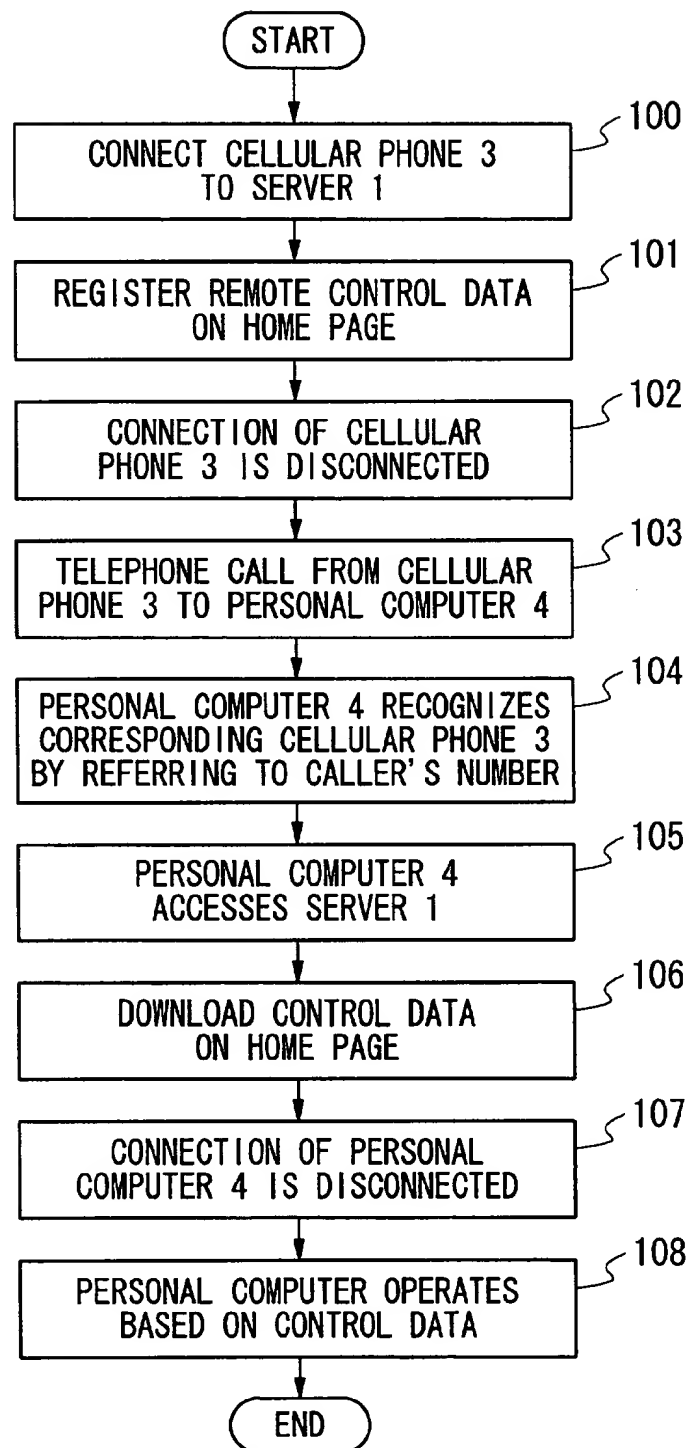 START
100
CONNECT CELLULAR PHONE 3
TO SERVER 1
101
REGISTER REMOTE CONTROL DATA
ON HOME PAGE
102
CONNECTION OF CELLULAR
PHONE 3 IS DISCONNECTED
103
TELEPHONE CALL FROM CELLULAR
PHONE 3 TO PERSONAL COMPUTER 4
104
PERSONAL COMPUTER 4 RECOGNIZES
CORRESPONDING CELLULAR PHONE 3
BY REFERRING TO CALLER'S NUMBER
105
PERSONAL COMPUTER 4
ACCESSES SERVER 1
106
DOWNLOAD CONTROL DATA
ON HOME PAGE
107
CONNECTION OF PERSONAL
COMPUTER 4 IS DISCONNECTED
108
PERSONAL COMPUTER OPERATES
BASED ON CONTROL DATA
END